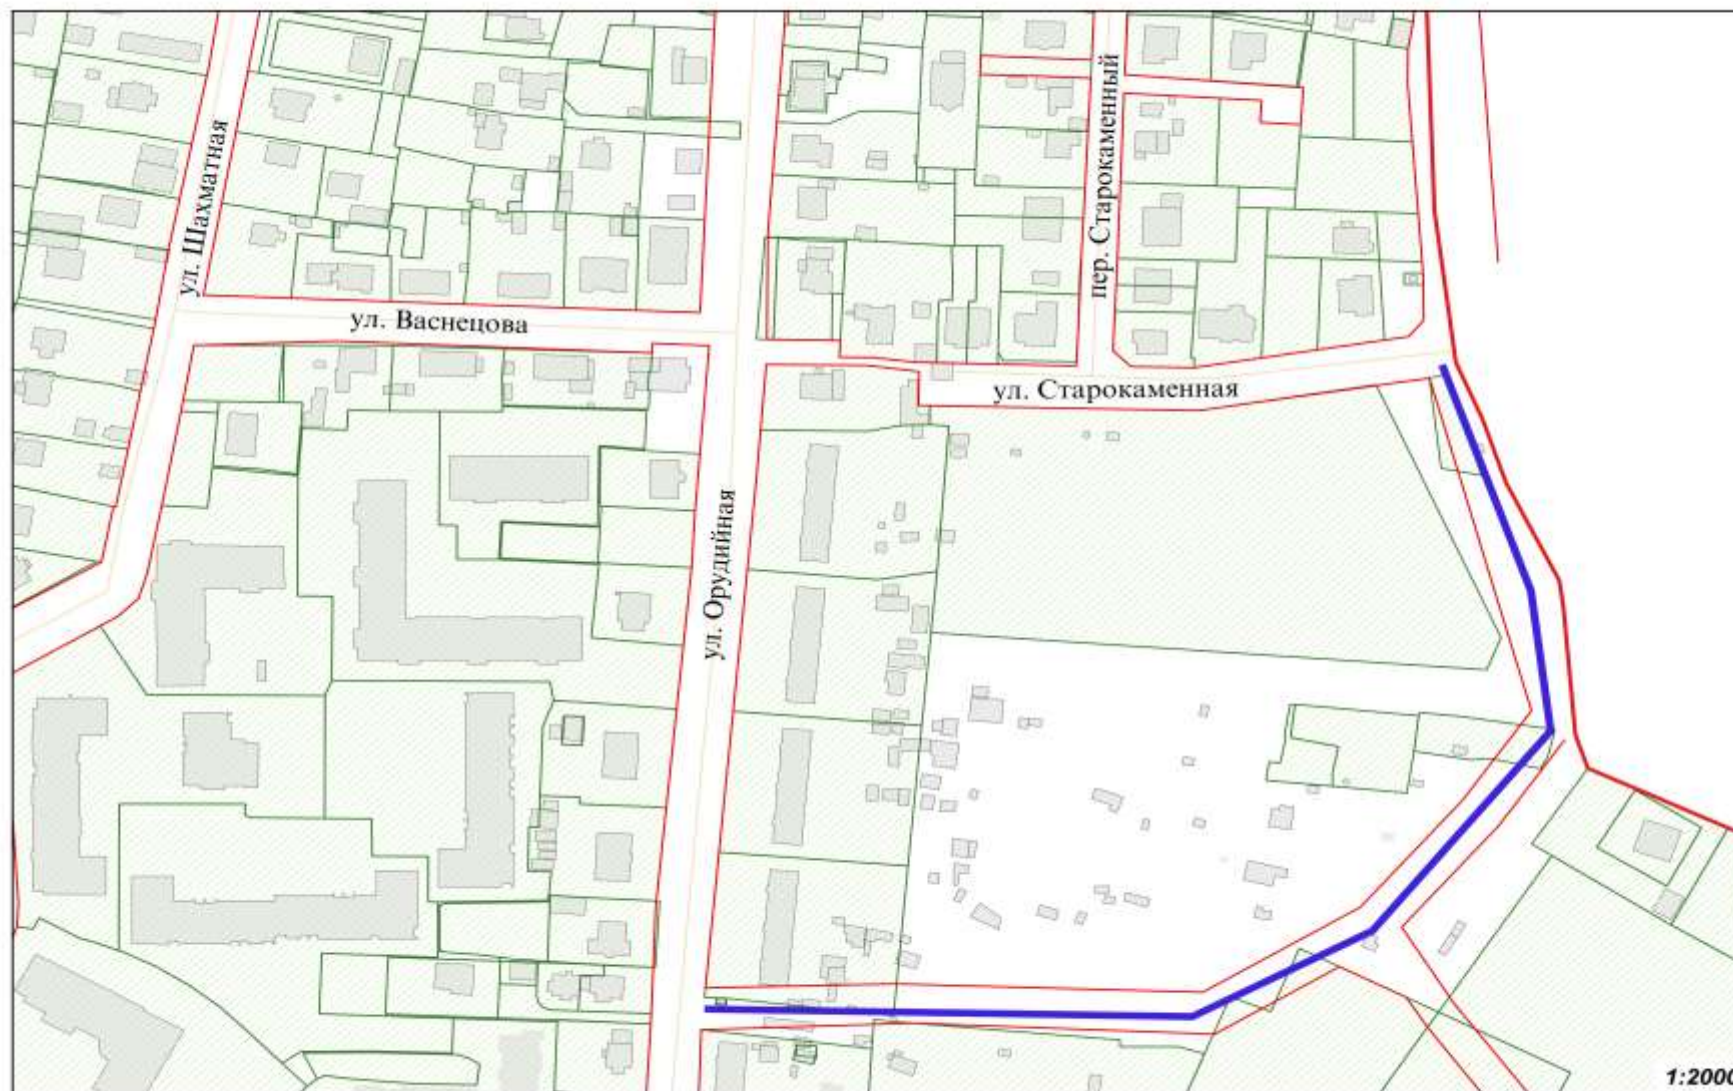 пер. Старокаменный
ул. Шахматная
ул. Васнецова
ул. Старокаменная
ул. Орудийная
1:2000